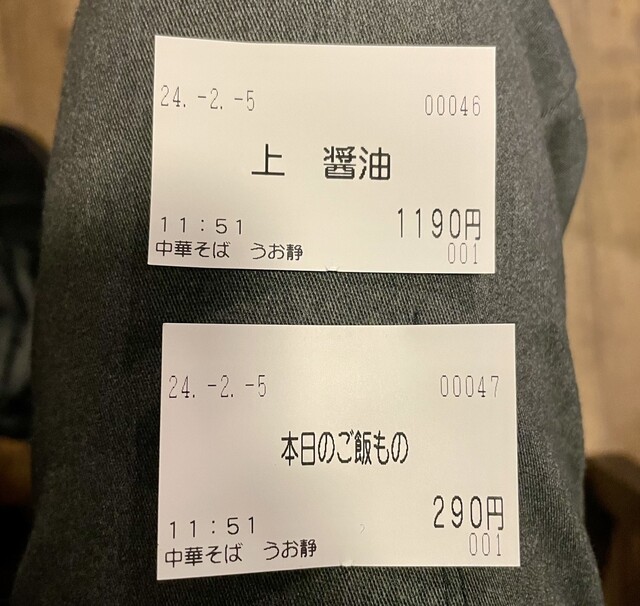 24.-2.-5 00046
上 醤油
11:51 1190円
中華そば うお静 001
24.-2.-5 00047
本日のご飯もの
11:51 290円
中華そば うお静 001